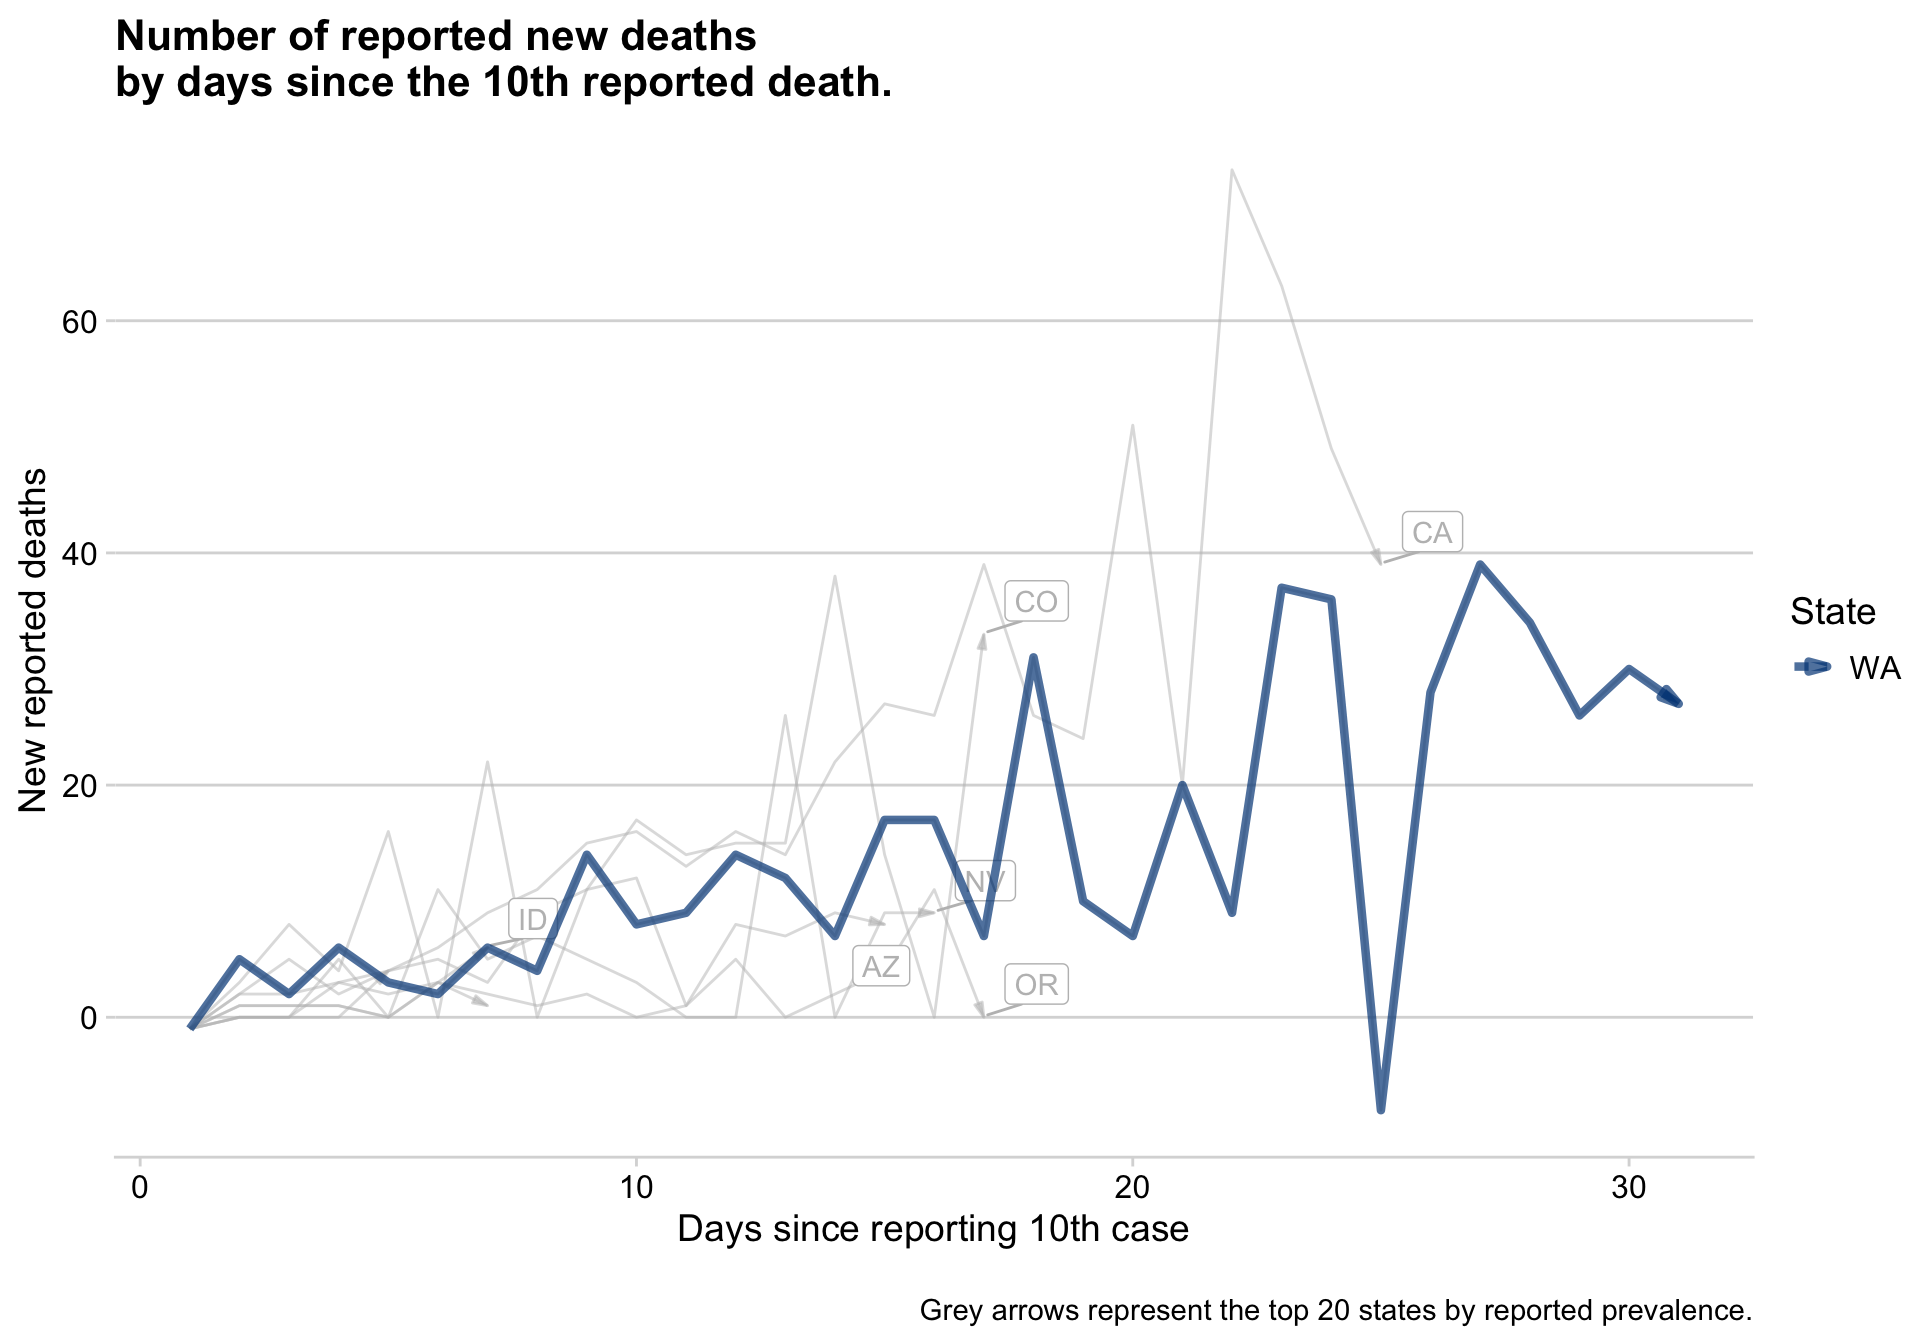 Number of reported new deaths
by days since the 10th reported death.
New reported deaths
60
40
20
0
CA
CO
NV
ID
AZ
OR
State
WA
0
10
20
30
Days since reporting 10th case
Grey arrows represent the top 20 states by reported prevalence.